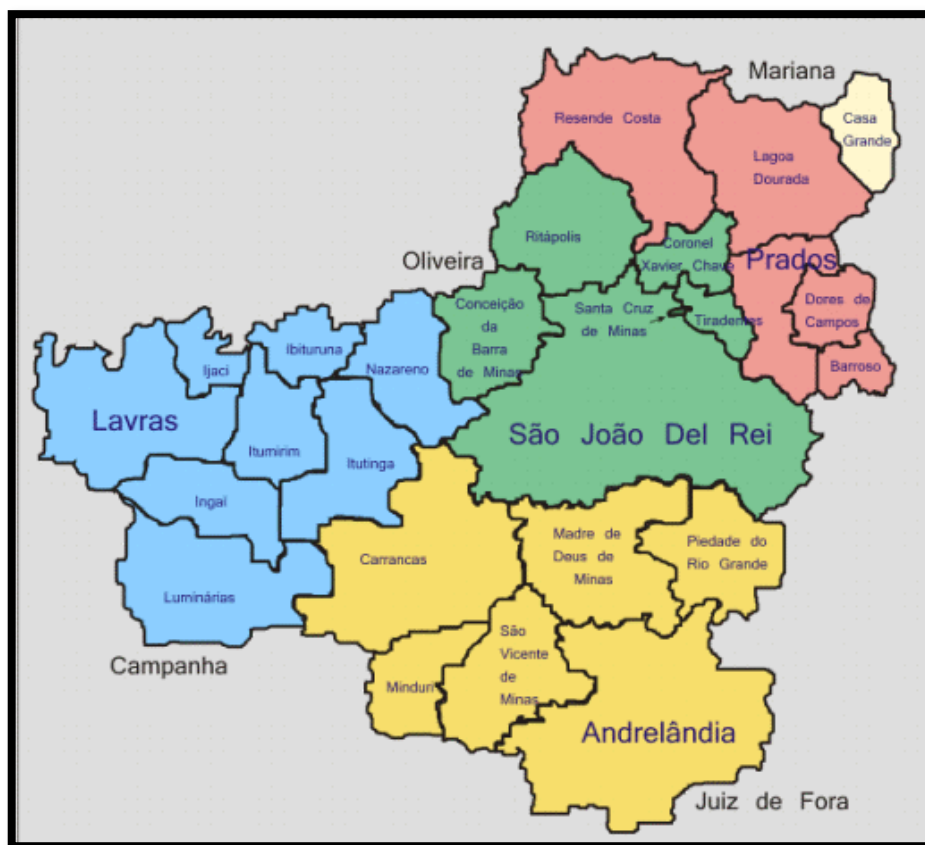 Mariana
Resende Costa
Casa
Grande
Lagoa
Dourada
Ritápolis
Coronel
Xavier Chave
Oliveira
Prados
Conceição
da
Barra
de Minas
Santa Cruz
de Minas
Tiradentes
Dores de
Campos
Barroso
Ibituruna
Ijaci
Nazareno
Lavras
Itumirim
Itutinga
São João Del Rei
Ingaí
Luminárias
Carrancas
Madre de
Deus de
Minas
Piedade do
Rio Grande
Campanha
Minduri
São
Vicente
de
Minas
Andrelândia
Juiz de Fora